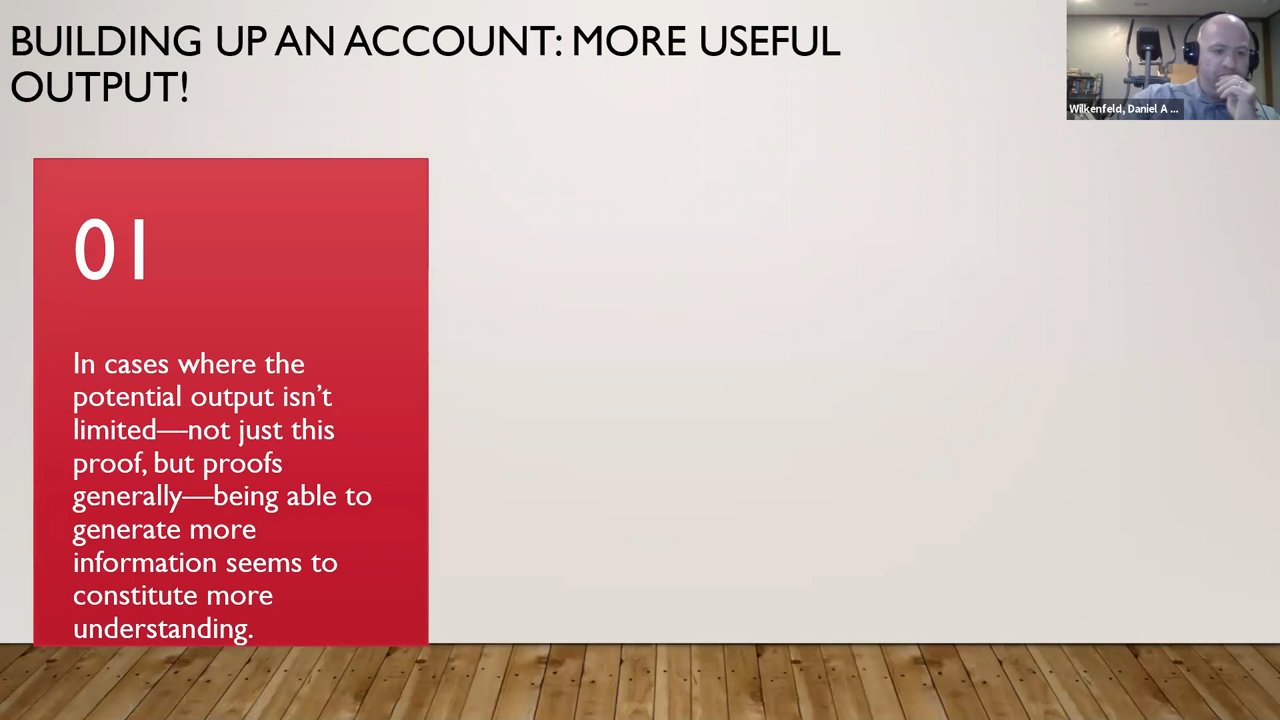 BUILDING UP AN ACCOUNT: MORE USEFUL
OUTPUT!
Wilkenfeld, Daniel A ...
01
In cases where the
potential output isn’t
limited—not just this
proof, but proofs
generally—being able to
generate more
information seems to
constitute more
understanding.